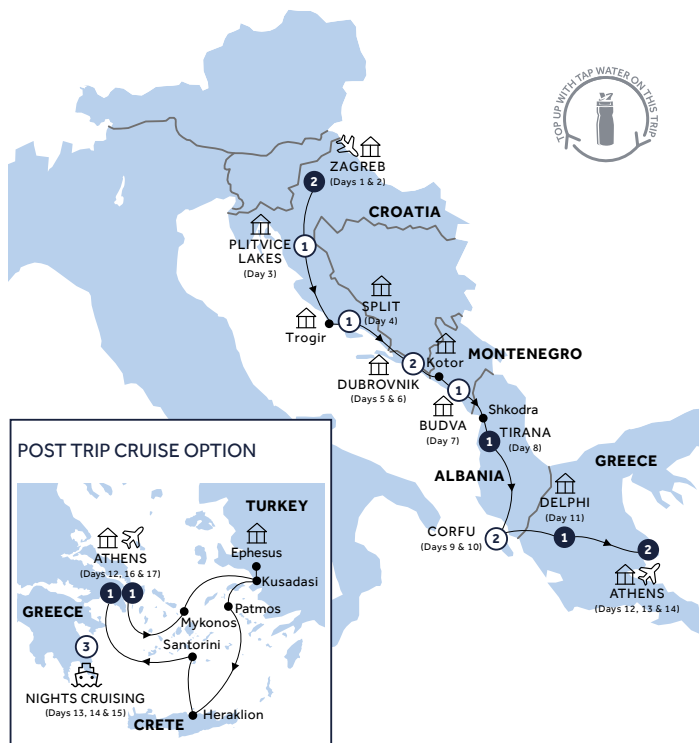 TOP UP WITH TAP WATER ON THIS TRIP
ZAGREB
2
(Days 1 & 2)
CROATIA
PLITVICE
LAKES
1
(Day 3)
SPLIT
1
(Day 4)
Trogir
2
Kotor
MONTENEGRO
DUBROVNIK
(Days 5 & 6)
1
BUDVA
(Day 7)
Shkodra
1
TIRANA
(Day 8)
ALBANIA
GREECE
DELPHI
(Day 11)
CORFU
2
(Days 9 & 10)
1
2
ATHENS
(Days 12, 13 & 14)
POST TRIP CRUISE OPTION
TURKEY
Ephesus
Kusadasi
ATHENS
(Days 12, 16 & 17)
1
1
GREECE
Patmos
Mykonos
Santorini
3
NIGHTS CRUISING
(Days 13, 14 & 15)
Heraklion
CRETE